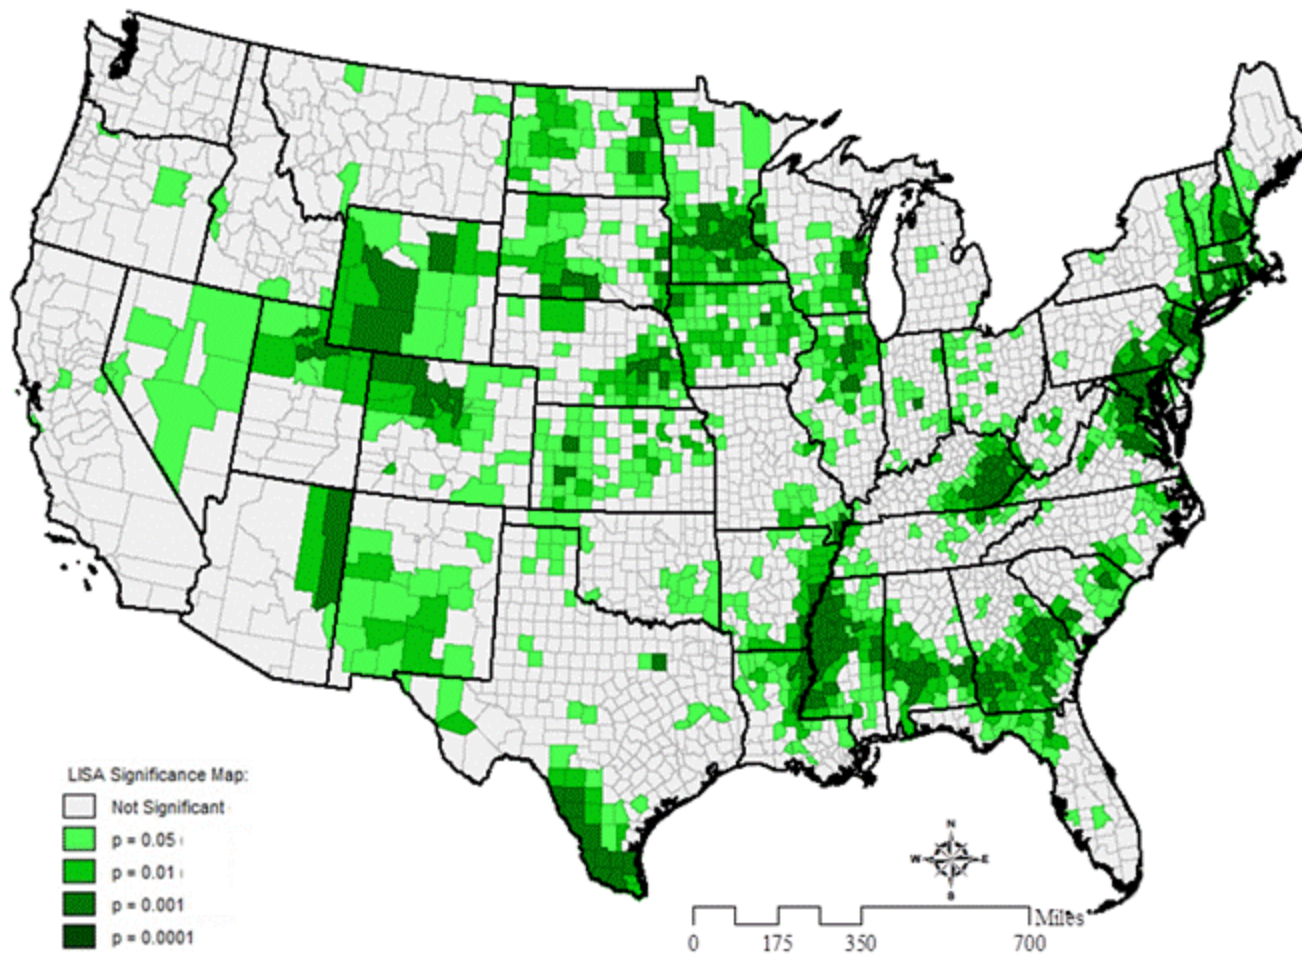 LISA Significance Map:
Not Significant
p = 0.05
p = 0.01
p = 0.001
p = 0.0001
N
W E
S
Miles
0 175 350 700